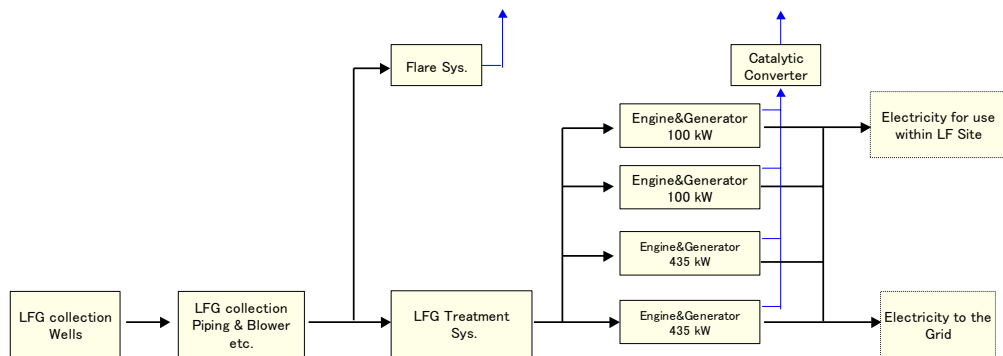 Flare Sys.
Catalytic
Converter
Engine&Generator
100 kW
Electricity for use
within LF Site
Engine&Generator
100 kW
Engine&Generator
435 kW
LFG collection
Wells
LFG collection
Piping & Blower
etc.
LFG Treatment
Sys.
Engine&Generator
435 kW
Electricity to the
Grid